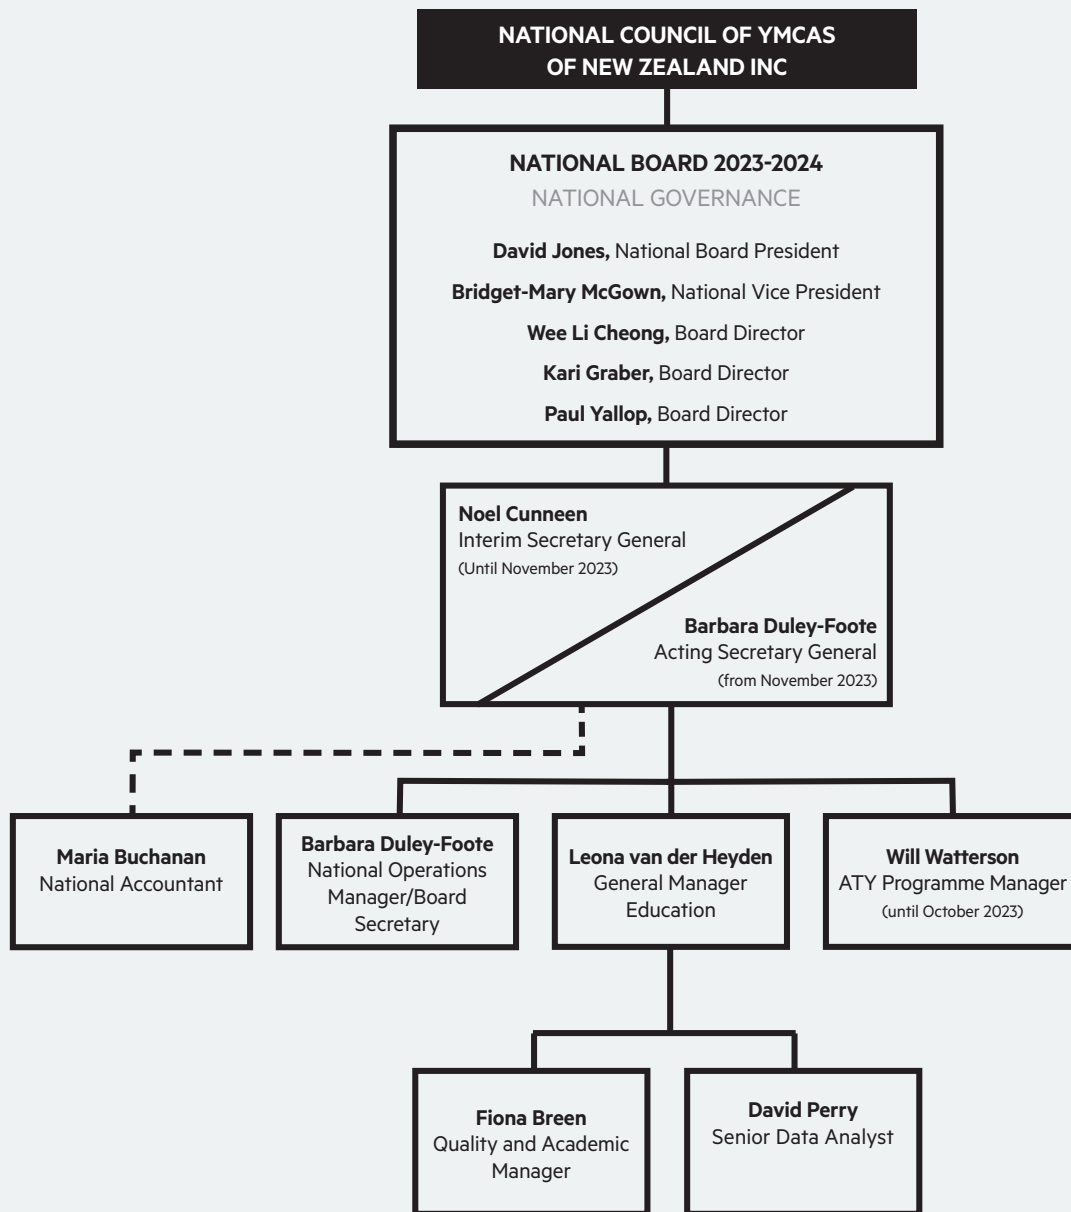 NATIONAL COUNCIL OF YMCAS
OF NEW ZEALAND INC
NATIONAL BOARD 2023-2024
NATIONAL GOVERNANCE
David Jones, National Board President
Bridget-Mary McGown, National Vice President
Wee Li Cheong, Board Director
Kari Graber, Board Director
Paul Yallop, Board Director
Noel Cunneen
Interim Secretary General
(Until November 2023)
Barbara Duley-Foote
Acting Secretary General
(from November 2023)
Maria Buchanan
National Accountant
Barbara Duley-Foote
National Operations
Manager/Board
Secretary
Leona van der Heyden
General Manager
Education
Will Watterson
ATY Programme Manager
(until October 2023)
Fiona Breen
Quality and Academic
Manager
David Perry
Senior Data Analyst